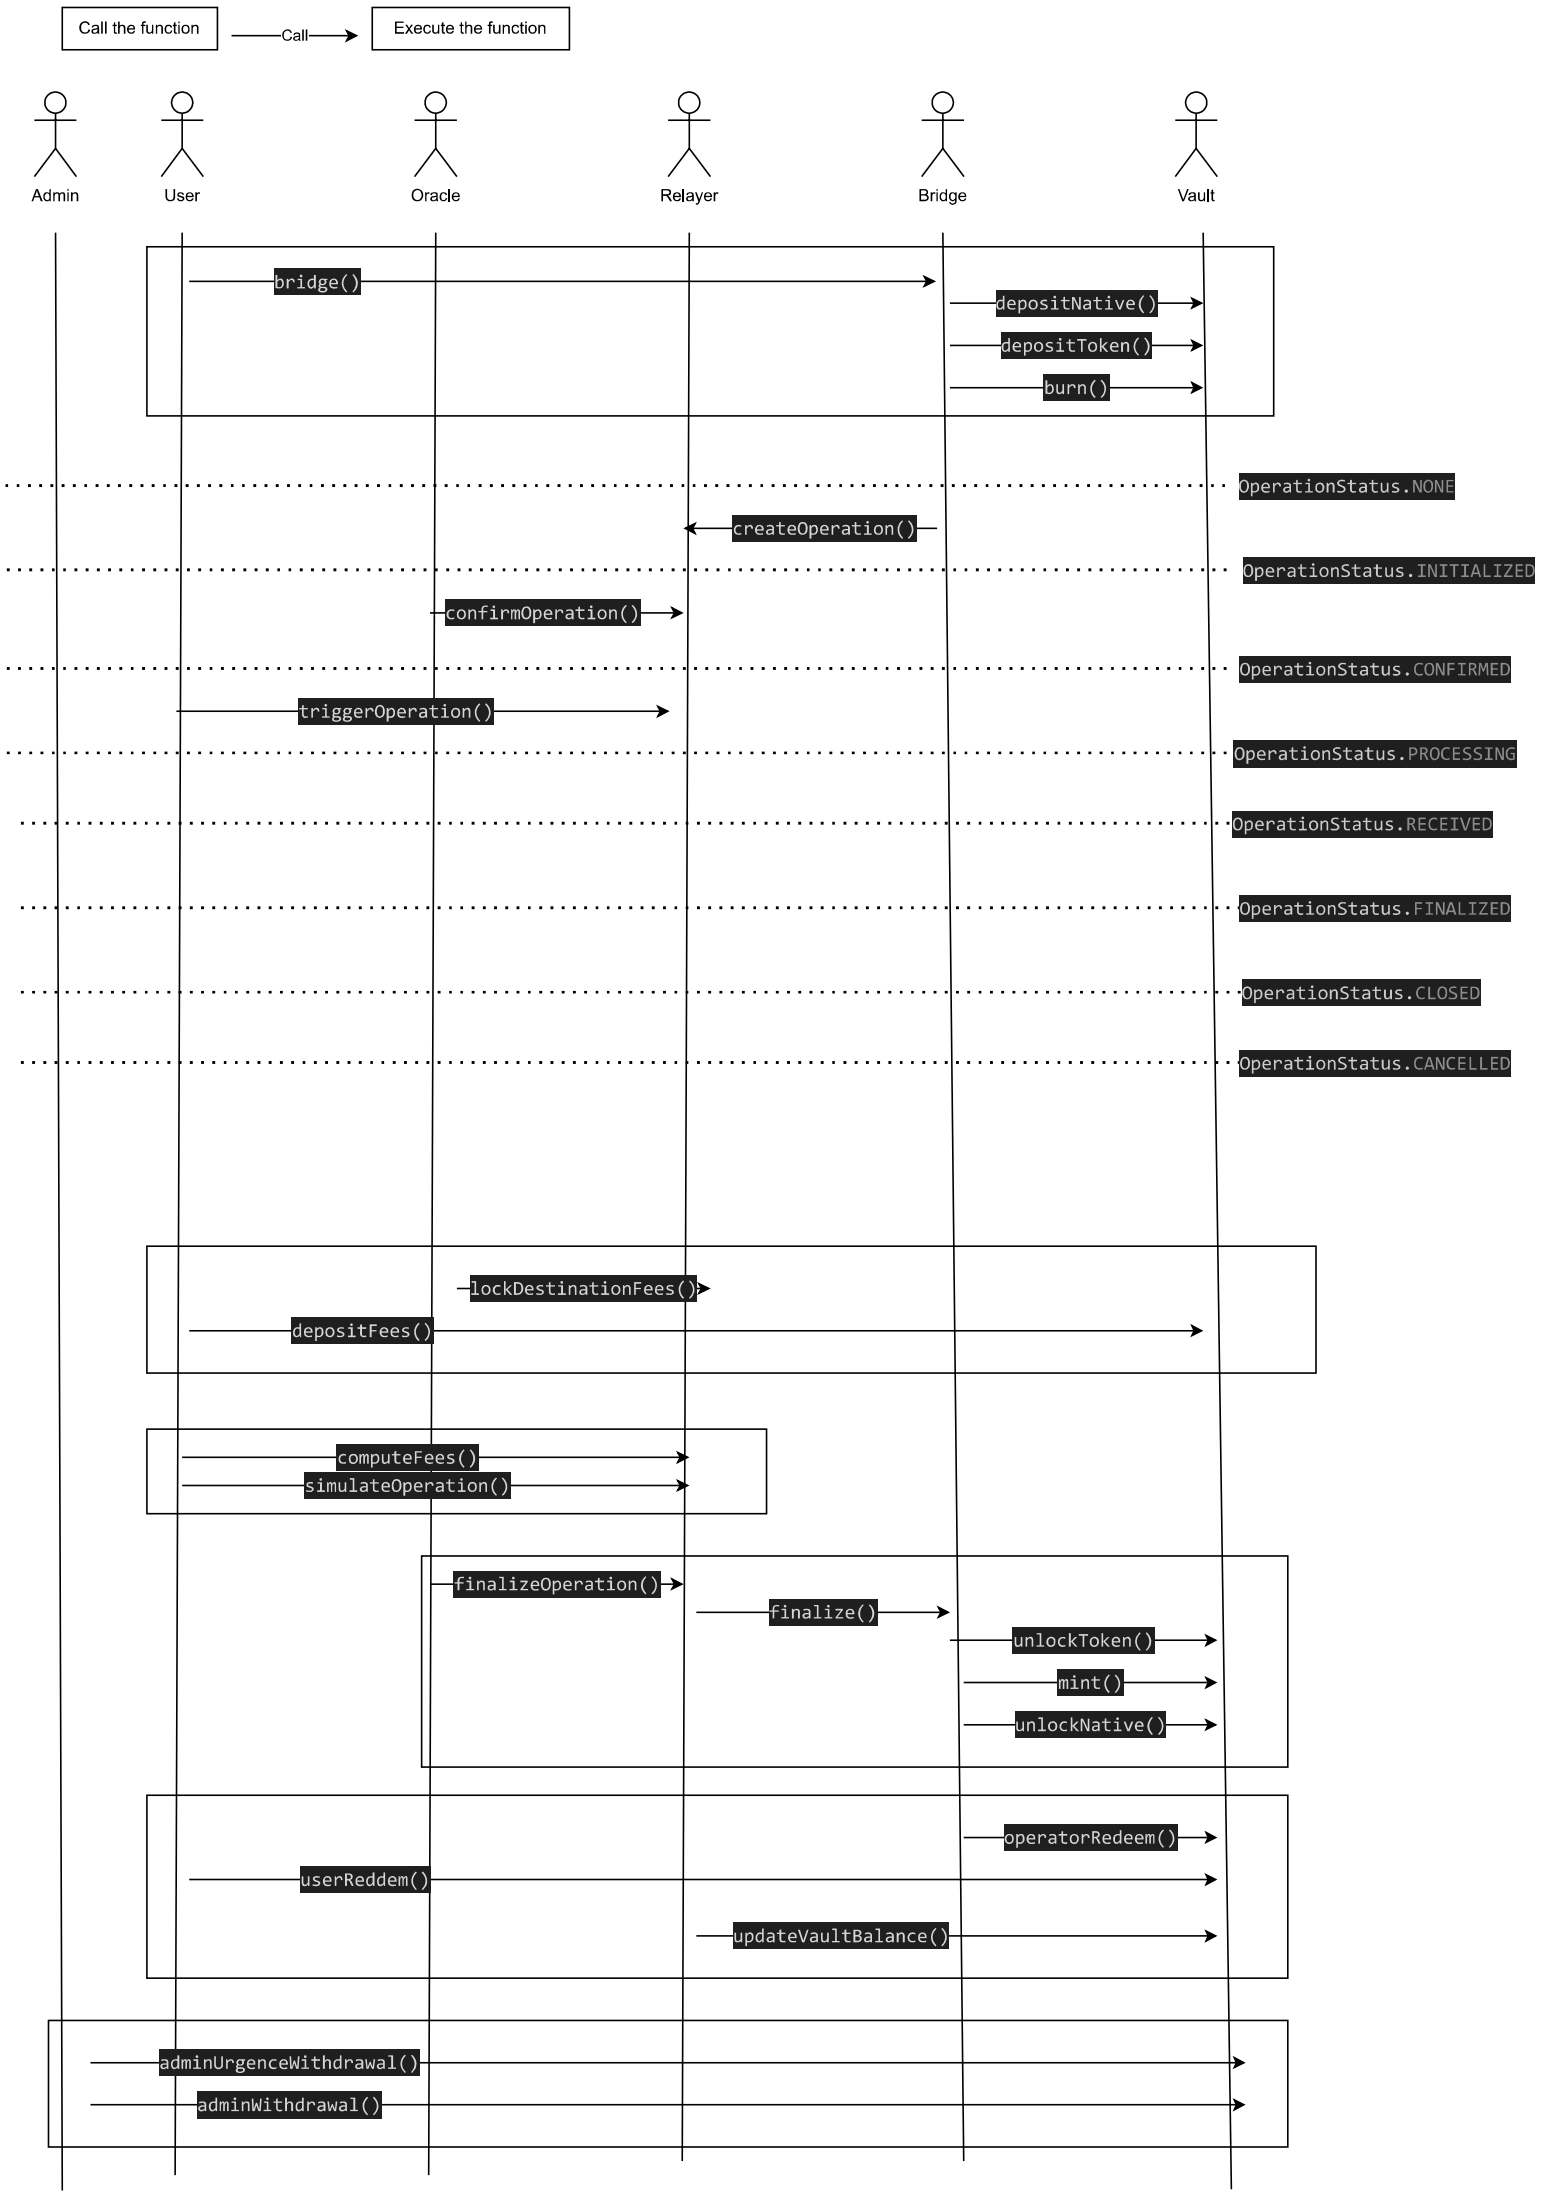 Call the function
Call
Execute the function
Admin
User
Oracle
Relayer
Bridge
Vault
bridge()
depositNative()
depositToken()
burn()
OperationStatus.NONE
createOperation()
OperationStatus.INITIALIZED
confirmOperation()
OperationStatus.CONFIRMED
triggerOperation()
OperationStatus.PROCESSING
OperationStatus.RECEIVED
OperationStatus.FINALIZED
OperationStatus.CLOSED
OperationStatus.CANCELLED
lockDestinationFees()
depositFees()
computeFees()
simulateOperation()
finalizeOperation()
finalize()
unlockToken()
mint()
unlockNative()
operatorRedeem()
userReddem()
updateVaultBalance()
adminUrgenceWithdrawal()
adminWithdrawal()